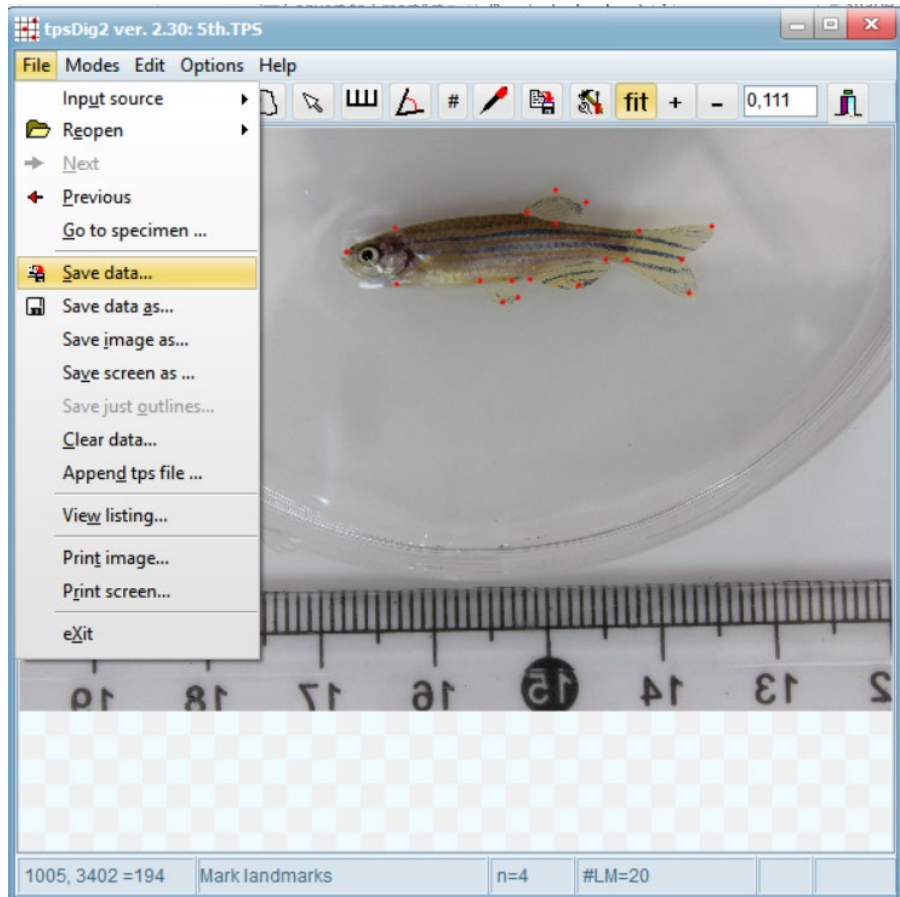 tpsDig2 ver. 2.30: 5th.TPS
File Modes Edit Options Help
# fit + - 0,111
Input source
Reopen
Next
Previous
Go to specimen ...
Save data...
Save data as...
Save image as...
Save screen as ...
Save just outlines...
Clear data...
Append tps file ...
View listing...
Print image...
Print screen...
eXit
19 18 17 16 15 14 13 2
1005, 3402 =194 Mark landmarks n=4 #LM=20